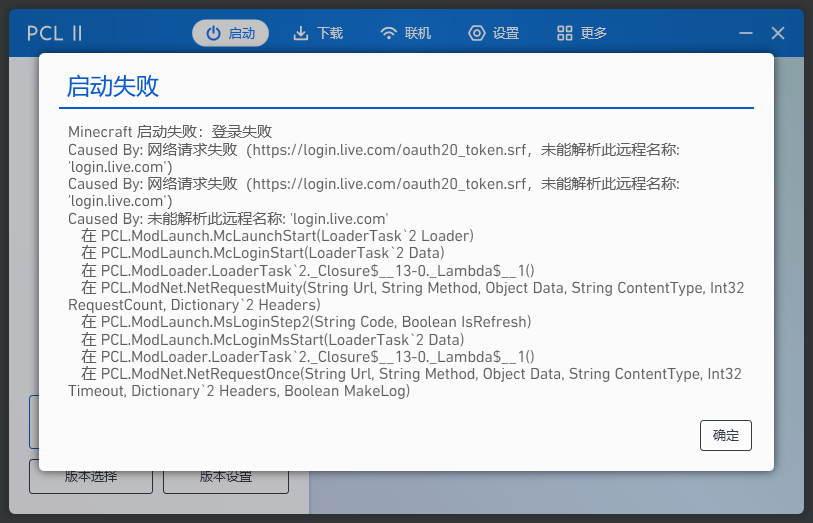 PCL II
启动
下载
联机
设置
更多
启动失败
Minecraft 启动失败：登录失败
Caused By: 网络请求失败（https://login.live.com/oauth20_token.srf，未能解析此远程名称:
'login.live.com'）
Caused By: 网络请求失败（https://login.live.com/oauth20_token.srf，未能解析此远程名称:
'login.live.com'）
Caused By: 未能解析此远程名称: 'login.live.com'
在 PCL.ModLaunch.McLaunchStart(LoaderTask`2 Loader)
在 PCL.ModLaunch.McLoginStart(LoaderTask`2 Data)
在 PCL.ModLoader.LoaderTask`2._Closure$__13-0._Lambda$__1()
在 PCL.ModNet.NetRequestMuity(String Url, String Method, Object Data, String ContentType, Int32
RequestCount, Dictionary`2 Headers)
在 PCL.ModLaunch.MsLoginStep2(String Code, Boolean IsRefresh)
在 PCL.ModLaunch.McLoginMsStart(LoaderTask`2 Data)
在 PCL.ModLoader.LoaderTask`2._Closure$__13-0._Lambda$__1()
在 PCL.ModNet.NetRequestOnce(String Url, String Method, Object Data, String ContentType, Int32
Timeout, Dictionary`2 Headers, Boolean MakeLog)
确定
版本选择
版本设置